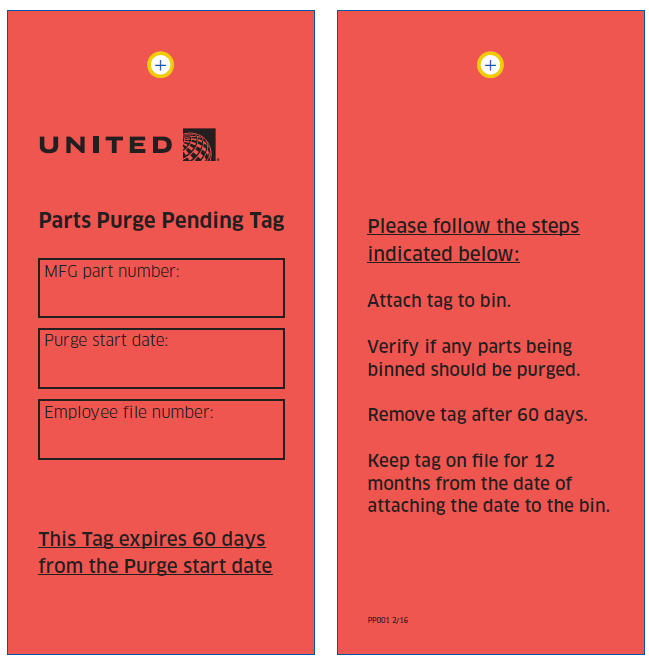 UNITED
Parts Purge Pending Tag
MFG part number:
Purge start date:
Employee file number:
This Tag expires 60 days
from the Purge start date
Please follow the steps
indicated below:
Attach tag to bin.
Verify if any parts being
binned should be purged.
Remove tag after 60 days.
Keep tag on file for 12
months from the date of
attaching the date to the bin.
PP001 2/16